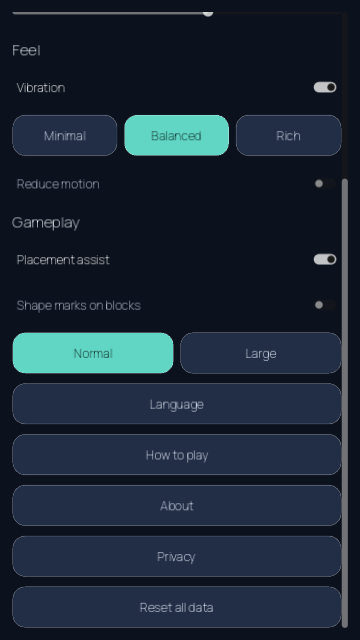 Feel
Vibration
Minimal
Balanced
Rich
Reduce motion
Gameplay
Placement assist
Shape marks on blocks
Normal
Large
Language
How to play
About
Privacy
Reset all data